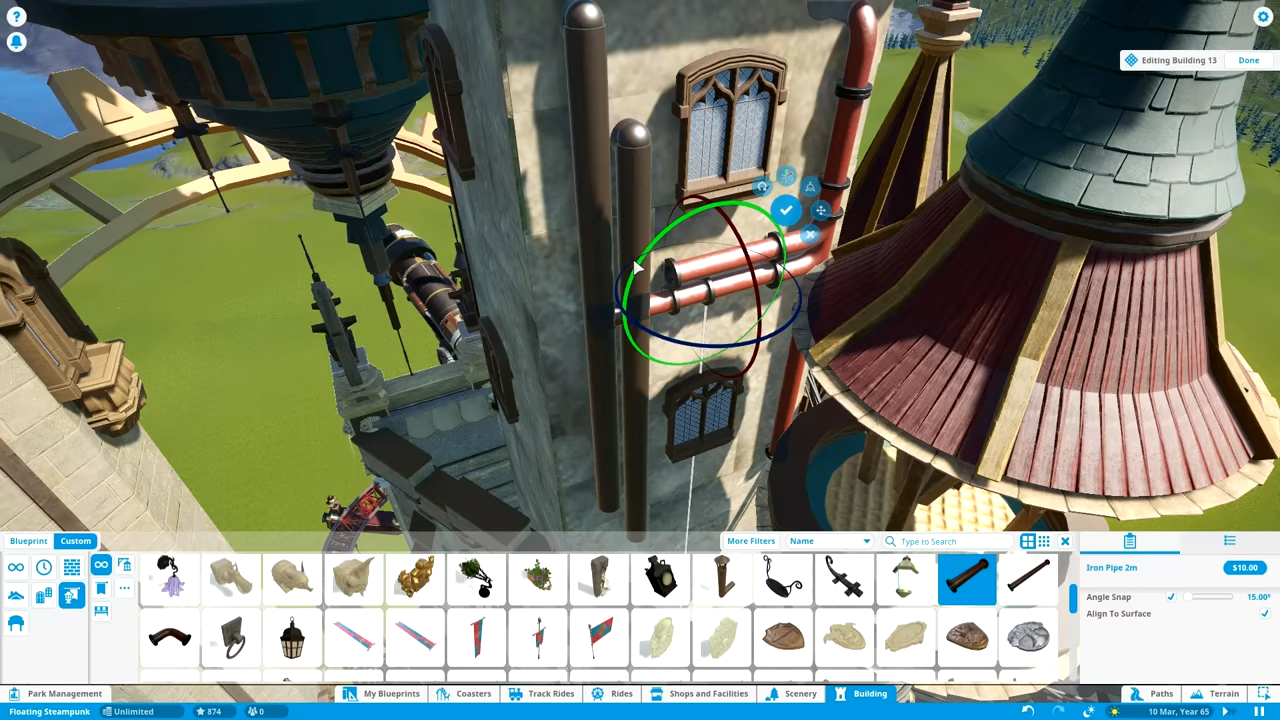 ?
Editing Building 13 Done
Blueprint Custom
More Filters Name Type to Search
Iron Pipe 2m $10.00
Angle Snap 15.00°
Align To Surface
Park Management My Blueprints Coasters Track Rides Rides Shops and Facilities Scenery Building Paths Terrain
Floating Steampunk Unlimited 874 0 10 Mar, Year 65